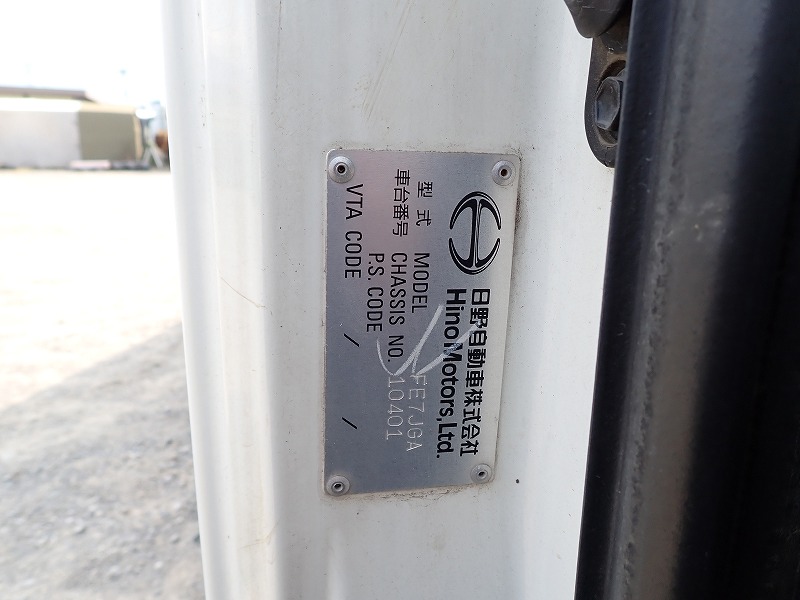 日野自動車株式会社
HinoMotors,Ltd.
型式 MODEL FE7JGA
車台番号 CHASSIS NO. 10401
P.S. CODE /
VTA CODE /